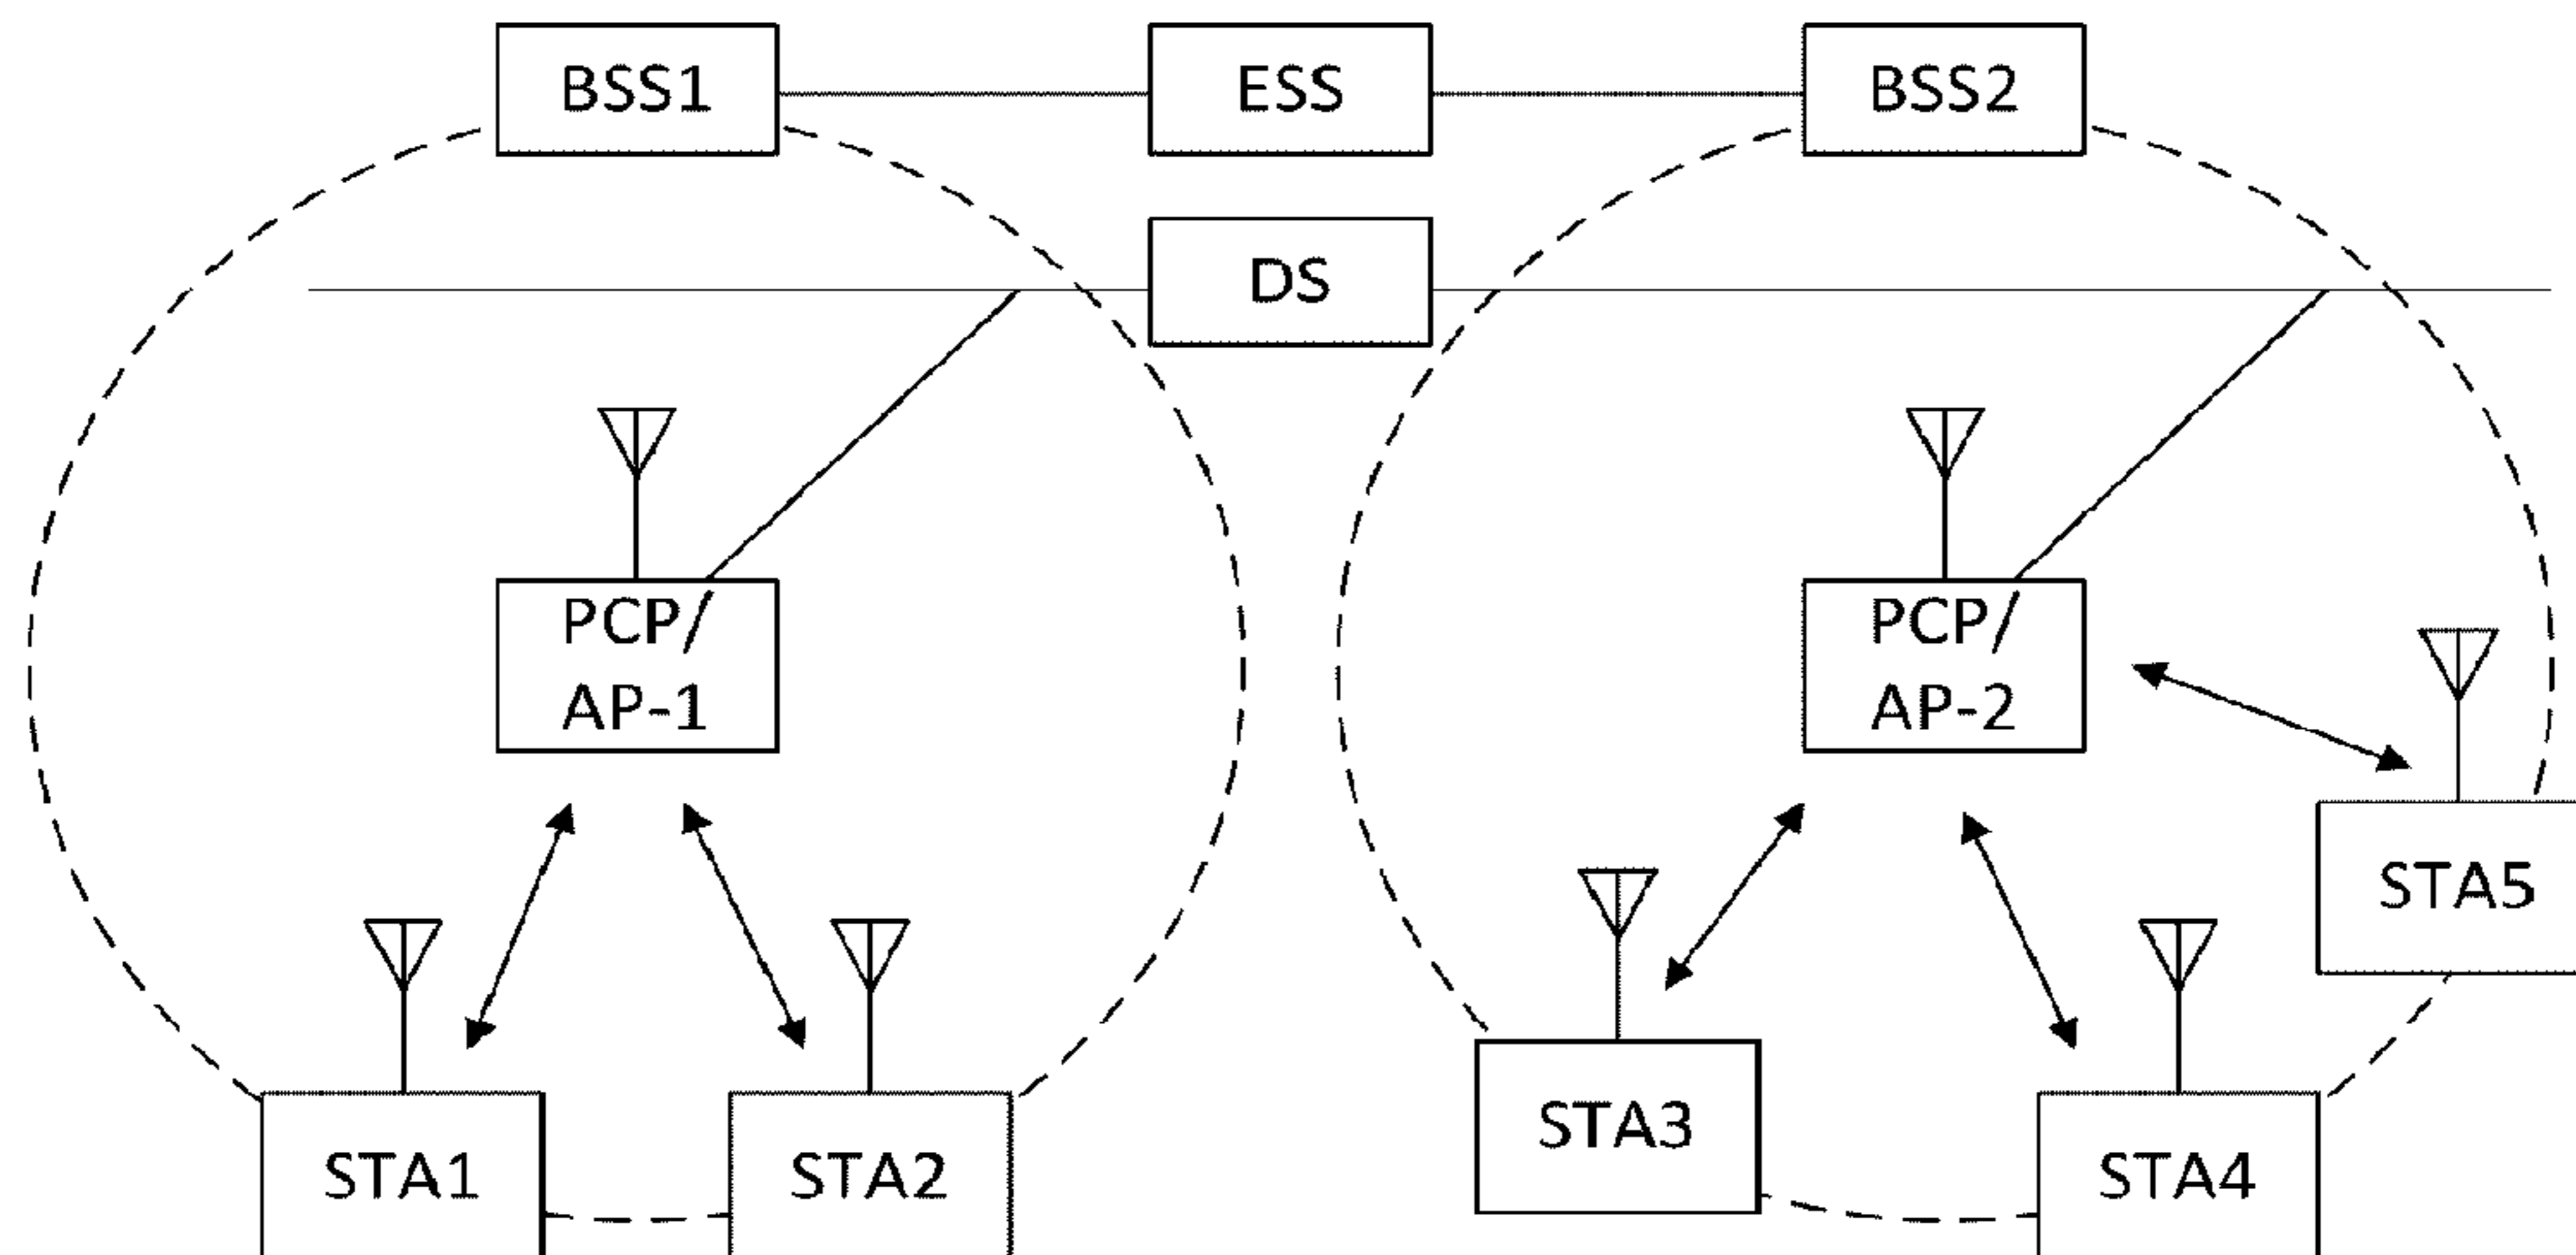 BSS1
ESS
BSS2
DS
PCP/
AP-1
PCP/
AP-2
STA5
STA3
STA1
STA2
STA4